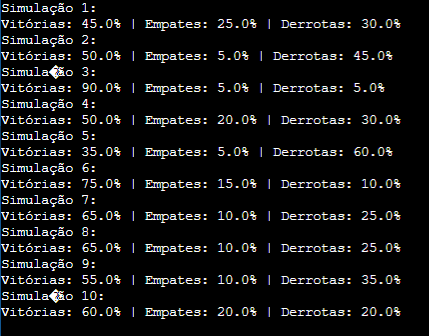 Simulação 1:
Vitórias: 45.0% | Empates: 25.0% | Derrotas: 30.0%
Simulação 2:
Vitórias: 50.0% | Empates: 5.0% | Derrotas: 45.0%
Simula�ão 3:
Vitórias: 90.0% | Empates: 5.0% | Derrotas: 5.0%
Simulação 4:
Vitórias: 50.0% | Empates: 20.0% | Derrotas: 30.0%
Simulação 5:
Vitórias: 35.0% | Empates: 5.0% | Derrotas: 60.0%
Simulação 6:
Vitórias: 75.0% | Empates: 15.0% | Derrotas: 10.0%
Simulação 7:
Vitórias: 65.0% | Empates: 10.0% | Derrotas: 25.0%
Simulação 8:
Vitórias: 65.0% | Empates: 10.0% | Derrotas: 25.0%
Simulação 9:
Vitórias: 55.0% | Empates: 10.0% | Derrotas: 35.0%
Simula�ão 10:
Vitórias: 60.0% | Empates: 20.0% | Derrotas: 20.0%